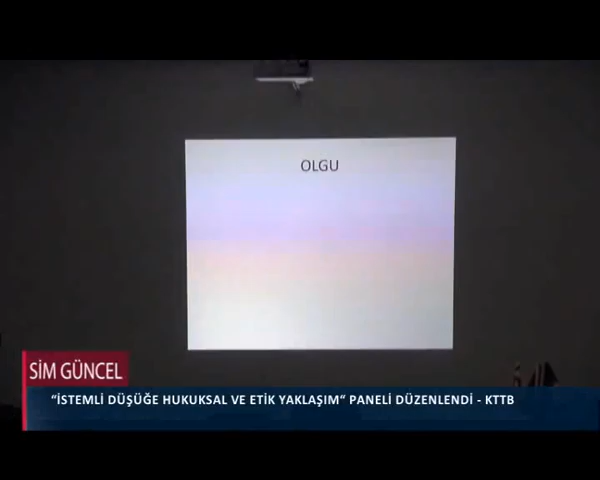 OLGU
SİM GÜNCEL
“İSTEMLİ DÜŞÜĞE HUKUKSAL VE ETİK YAKLAŞIM“ PANELİ DÜZENLENDİ - KTTB